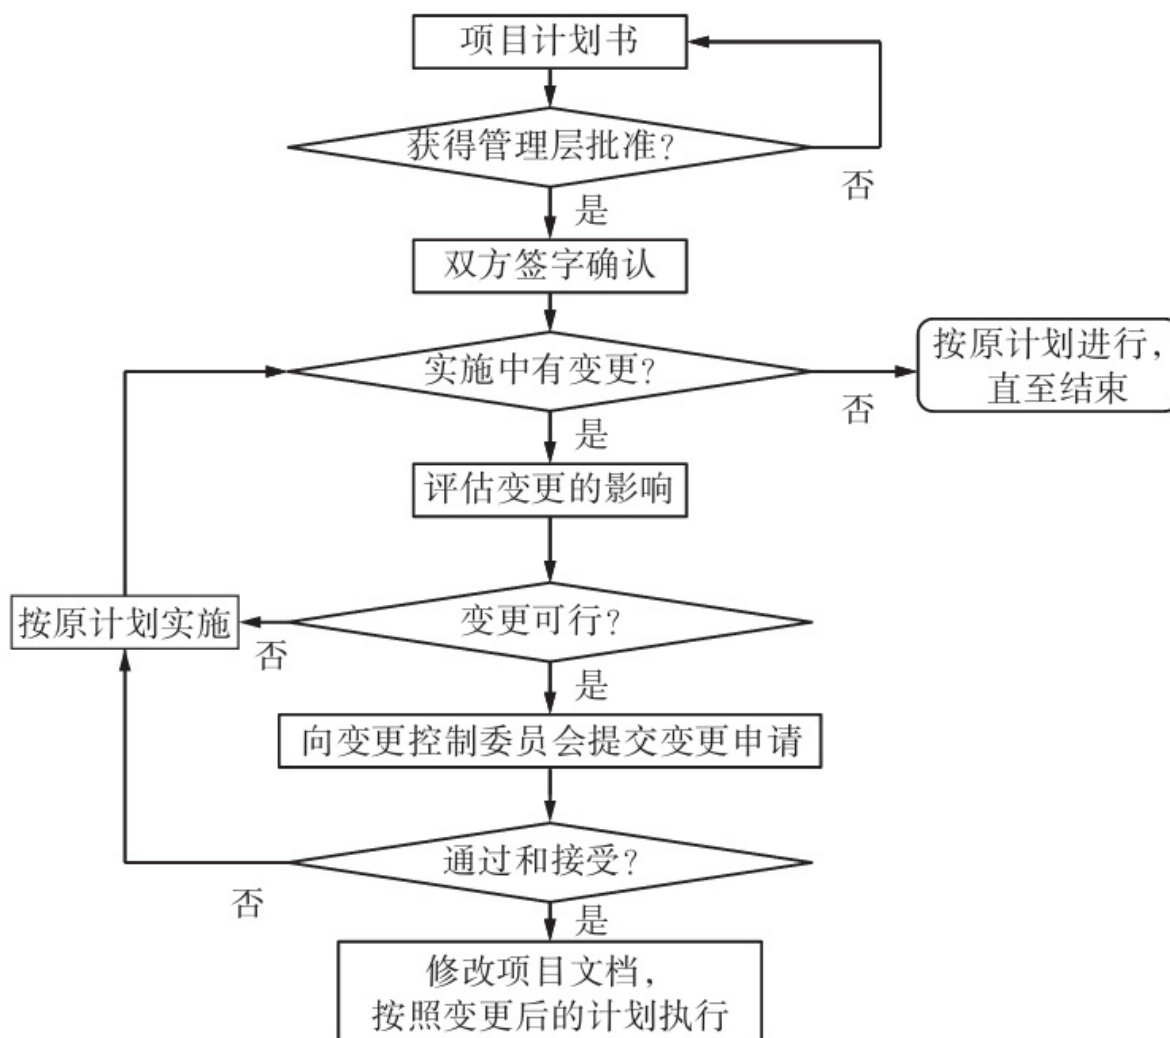 项目计划书
获得管理层批准？
否
是
双方签字确认
实施中有变更？
否
按原计划进行，
直至结束
是
评估变更的影响
变更可行？
否
按原计划实施
是
向变更控制委员会提交变更申请
通过和接受？
否
是
修改项目文档，
按照变更后的计划执行